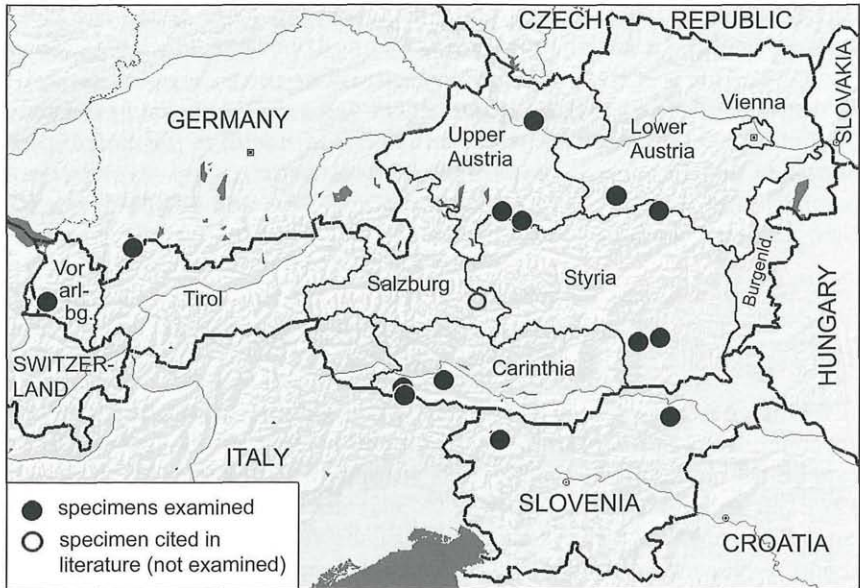 CZECH REPUBLIC
SLOVAKIA
GERMANY
Vienna
Upper
Austria
Lower
Austria
Burgenld.
Vor
arl-
bg.
Tirol
Salzburg
Styria
HUNGARY
SWITZER-
LAND
Carinthia
ITALY
SLOVENIA
CROATIA
specimens examined
specimen cited in
literature (not examined)